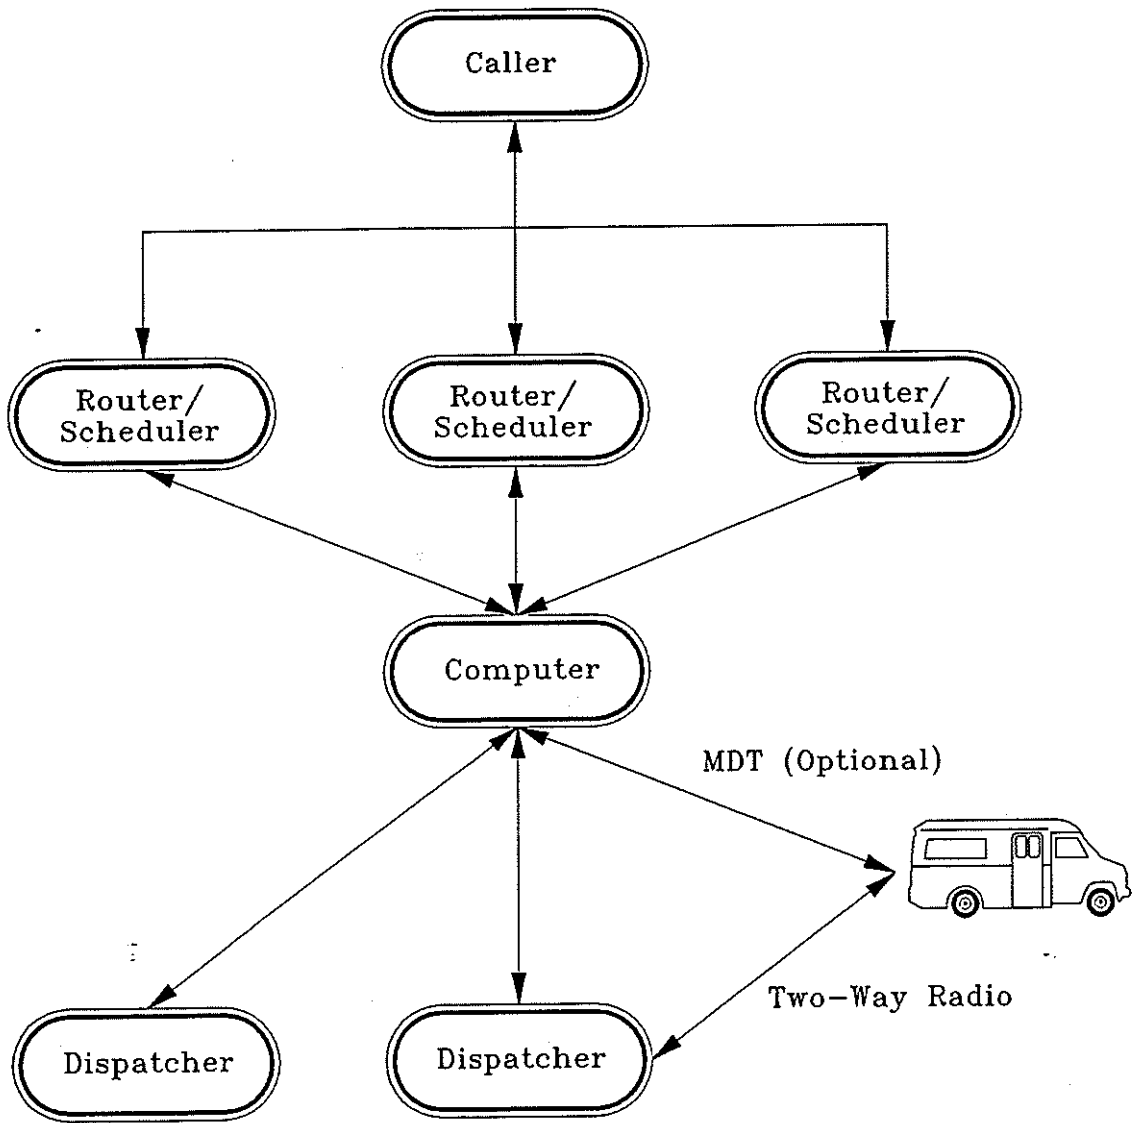 Caller
Router/
Scheduler
Router/
Scheduler
Router/
Scheduler
Computer
MDT (Optional)
Two-Way Radio
Dispatcher
Dispatcher